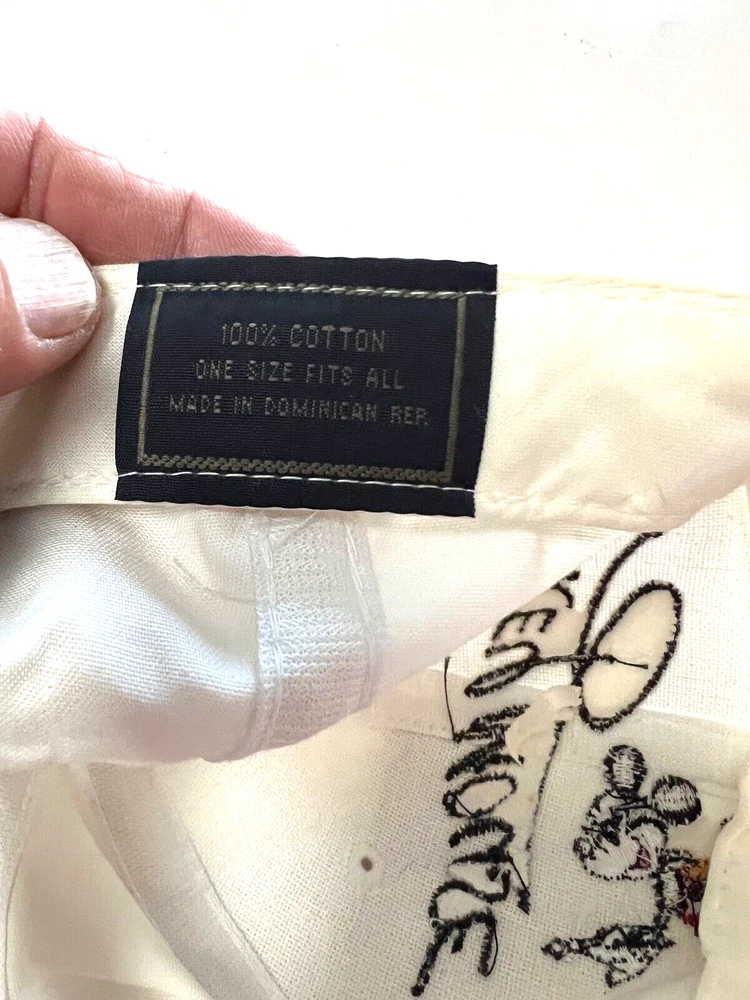 100% COTTON
ONE SIZE FITS ALL
MADE IN DOMINICAN REP.